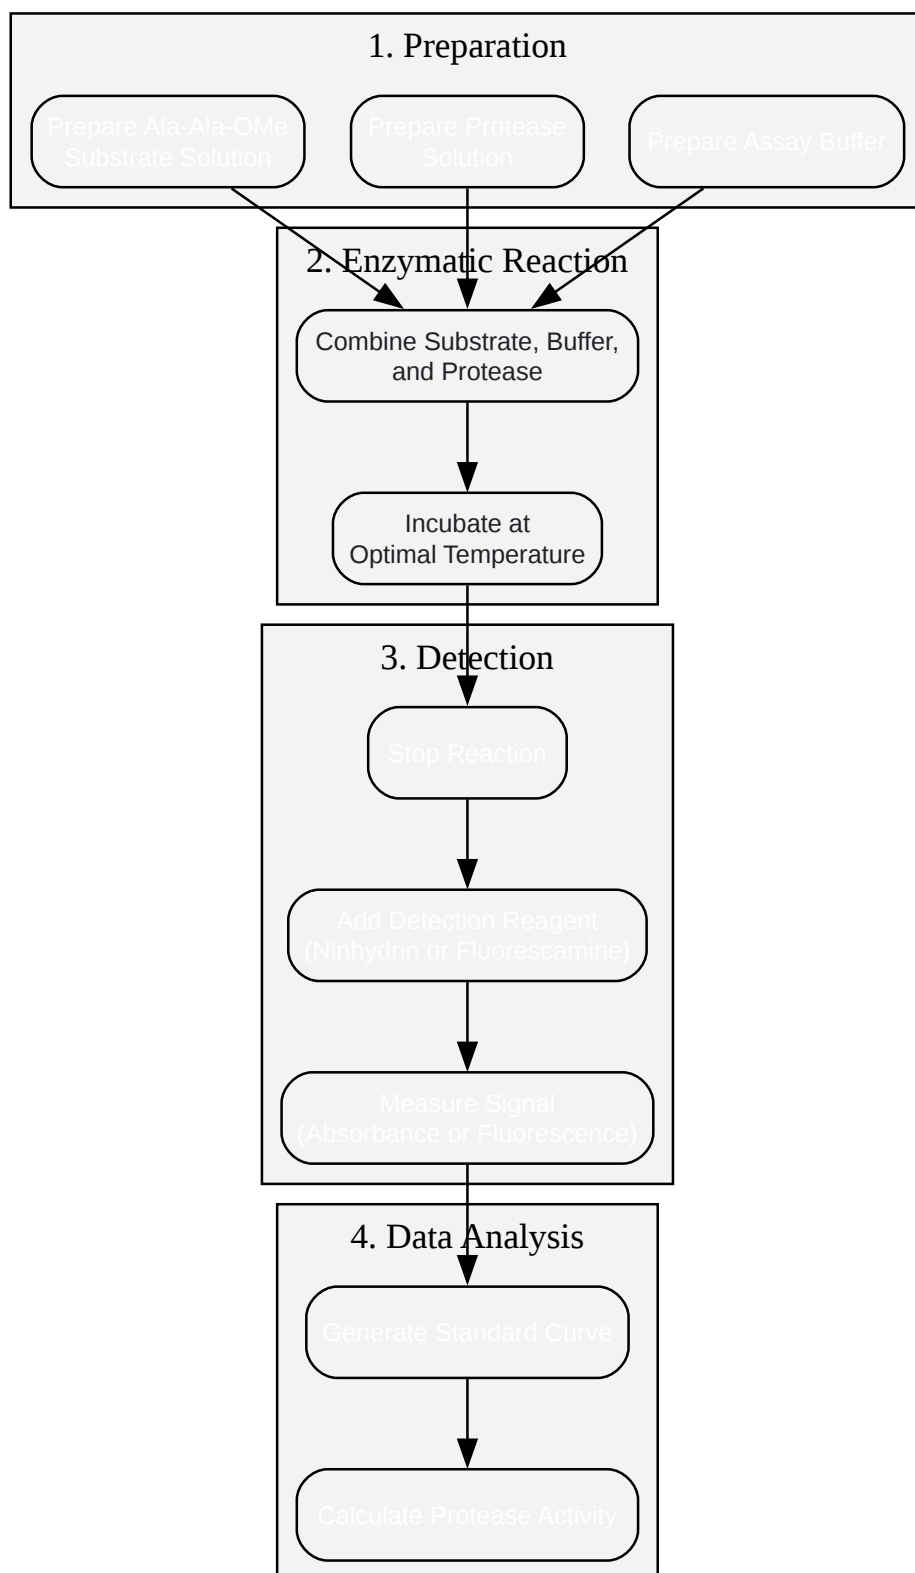 1. Preparation
Prepare Ala-Ala-OMe
Substrate Solution
Prepare Protease
Solution
Prepare Assay Buffer
2. Enzymatic Reaction
Combine Substrate, Buffer,
and Protease
Incubate at
Optimal Temperature
3. Detection
Stop Reaction
Add Detection Reagent
(Ninhydrin or Fluorescamine)
Measure Signal
(Absorbance or Fluorescence)
4. Data Analysis
Generate Standard Curve
Calculate Protease Activity